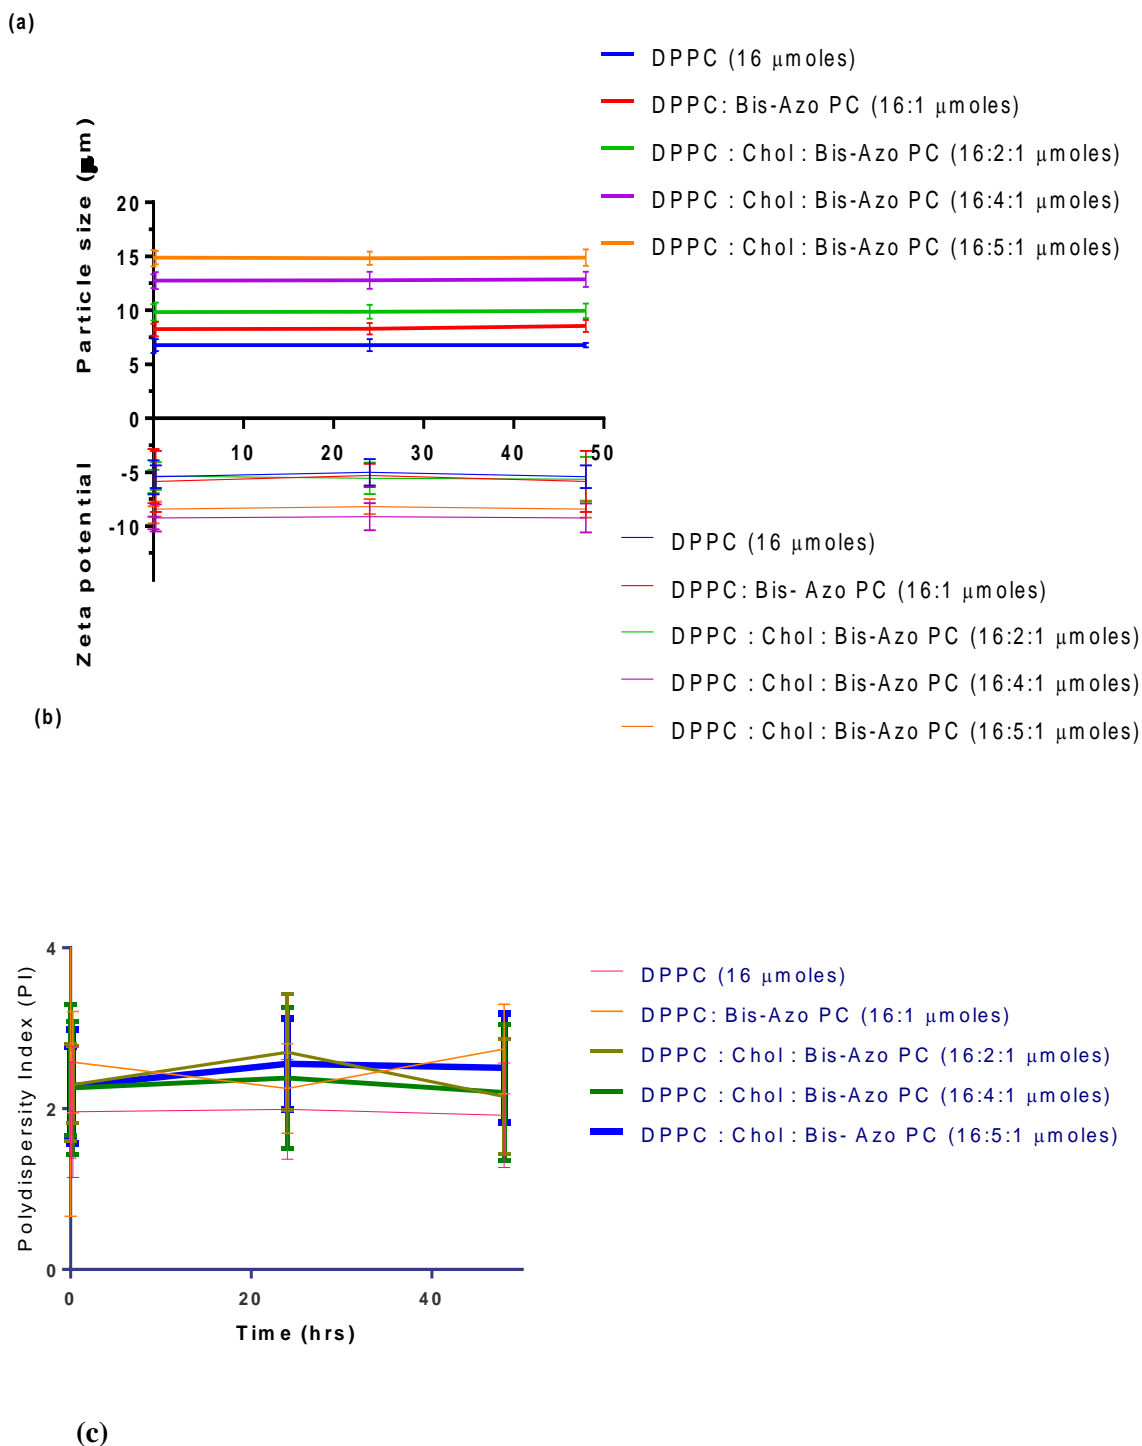 (a)
DPPC (16 μmoles)
DPPC: Bis-Azo PC (16:1 μmoles)
DPPC : Chol : Bis-Azo PC (16:2:1 μmoles)
DPPC : Chol : Bis-Azo PC (16:4:1 μmoles)
DPPC : Chol : Bis-Azo PC (16:5:1 μmoles)
Particle size (μm)
20
15
10
5
0
-5
-10
10
20
30
40
50
Zeta potential
DPPC (16 μmoles)
DPPC: Bis- Azo PC (16:1 μmoles)
DPPC : Chol : Bis-Azo PC (16:2:1 μmoles)
DPPC : Chol : Bis-Azo PC (16:4:1 μmoles)
DPPC : Chol : Bis-Azo PC (16:5:1 μmoles)
(b)
Polydispersity Index (PI)
4
2
0
0
20
40
Time (hrs)
DPPC (16 μmoles)
DPPC: Bis-Azo PC (16:1 μmoles)
DPPC : Chol : Bis-Azo PC (16:2:1 μmoles)
DPPC : Chol : Bis-Azo PC (16:4:1 μmoles)
DPPC : Chol : Bis- Azo PC (16:5:1 μmoles)
(c)